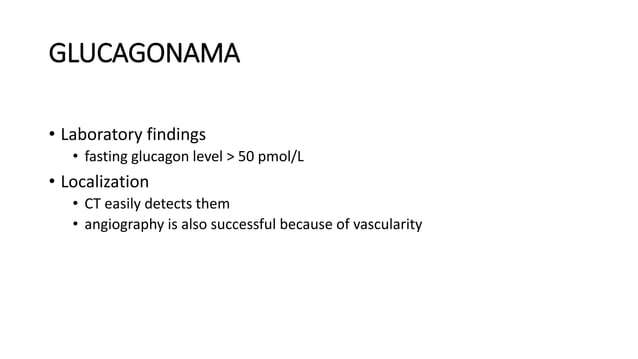 GLUCAGONAMA
• Laboratory findings
• fasting glucagon level > 50 pmol/L
• Localization
• CT easily detects them
• angiography is also successful because of vascularity